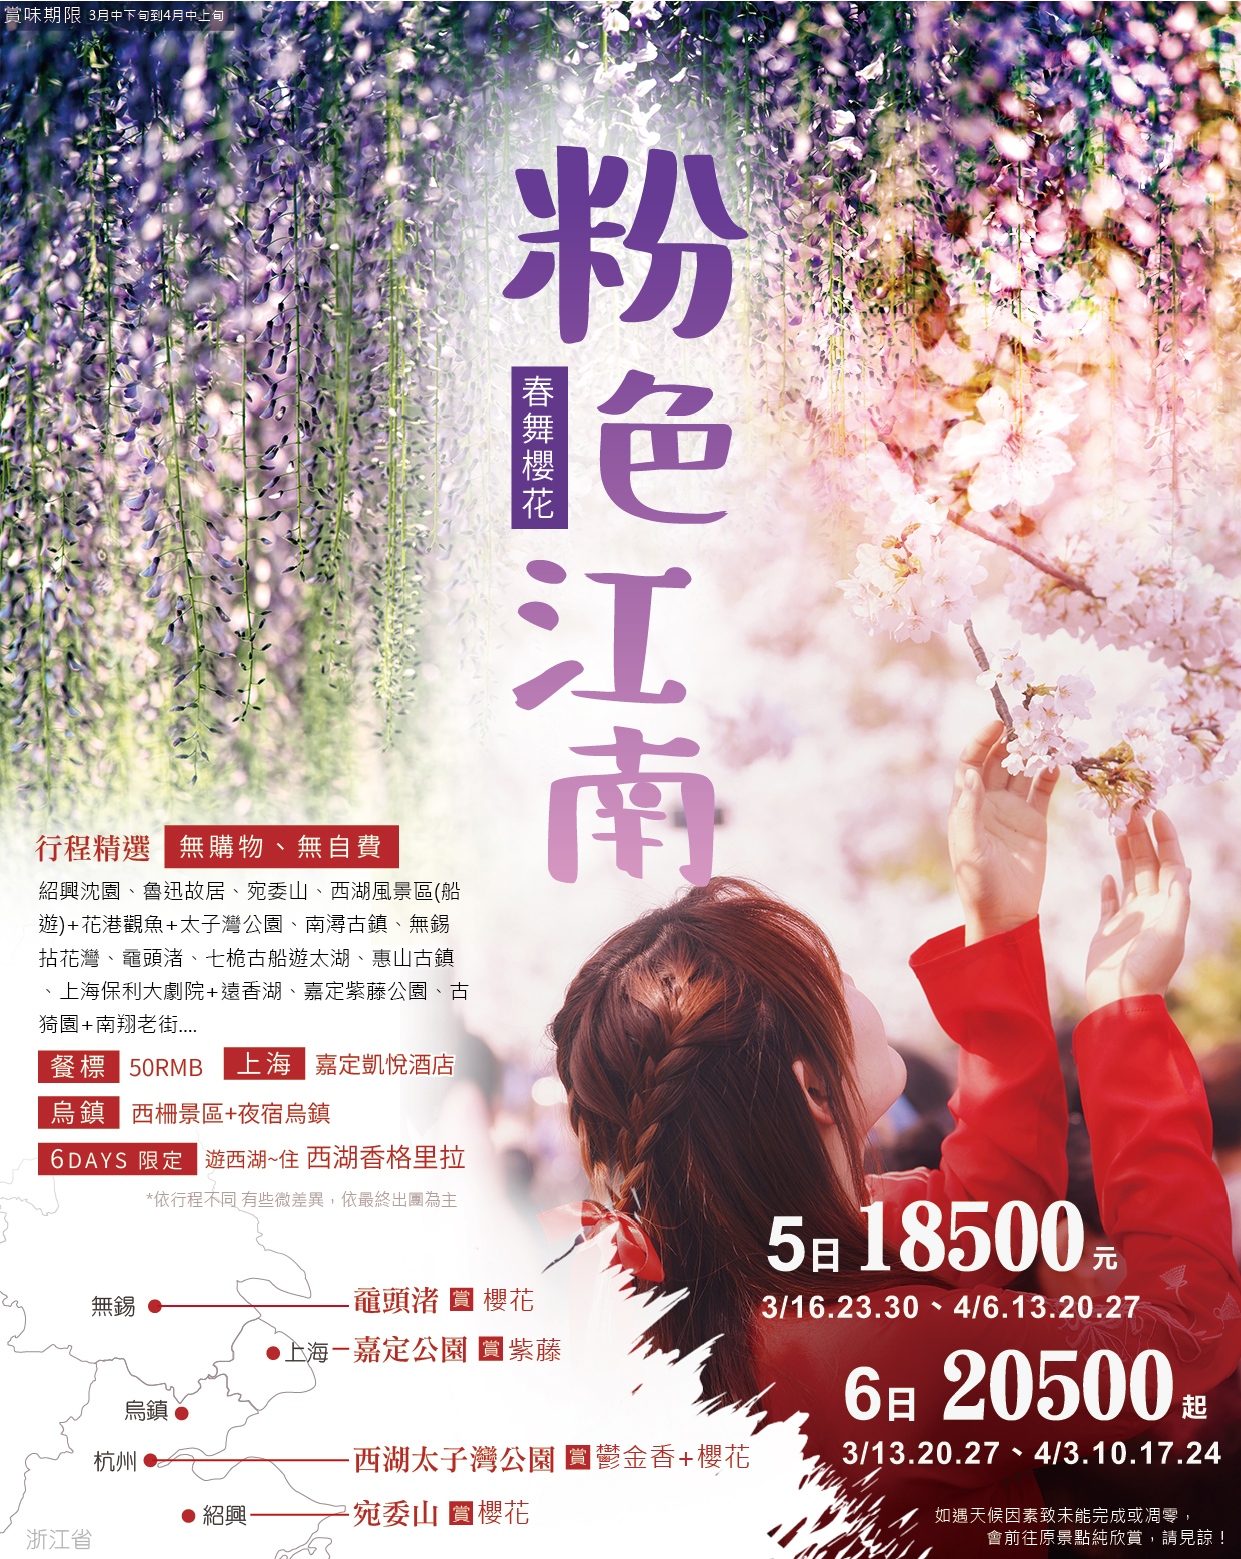 賞味期限 3月中下旬到4月中上旬
粉色江南
春舞櫻花
行程精選 無購物、無自費
紹興沈園、魯迅故居、宛委山、西湖風景區(船
遊)+花港觀魚+太子灣公園、南潯古鎮、無錫
拈花灣、黿頭渚、七桅古船遊太湖、惠山古鎮
、上海保利大劇院+遠香湖、嘉定紫藤公園、古
猗園+南翔老街....
餐標 50RMB 上海 嘉定凱悅酒店
烏鎮 西柵景區+夜宿烏鎮
6DAYS 限定 遊西湖~住 西湖香格里拉
*依行程不同 有些微差異，依最終出團為主
5日 18500 元
3/16.23.30、4/6.13.20.27
6日 20500 起
3/13.20.27、4/3.10.17.24
無錫 黿頭渚 賞 櫻花
上海 嘉定公園 賞 紫藤
烏鎮
杭州 西湖太子灣公園 賞 鬱金香+櫻花
紹興 宛委山 賞 櫻花
浙江省
如遇天候因素致未能完成或凋零，
會前往原景點純欣賞，請見諒！